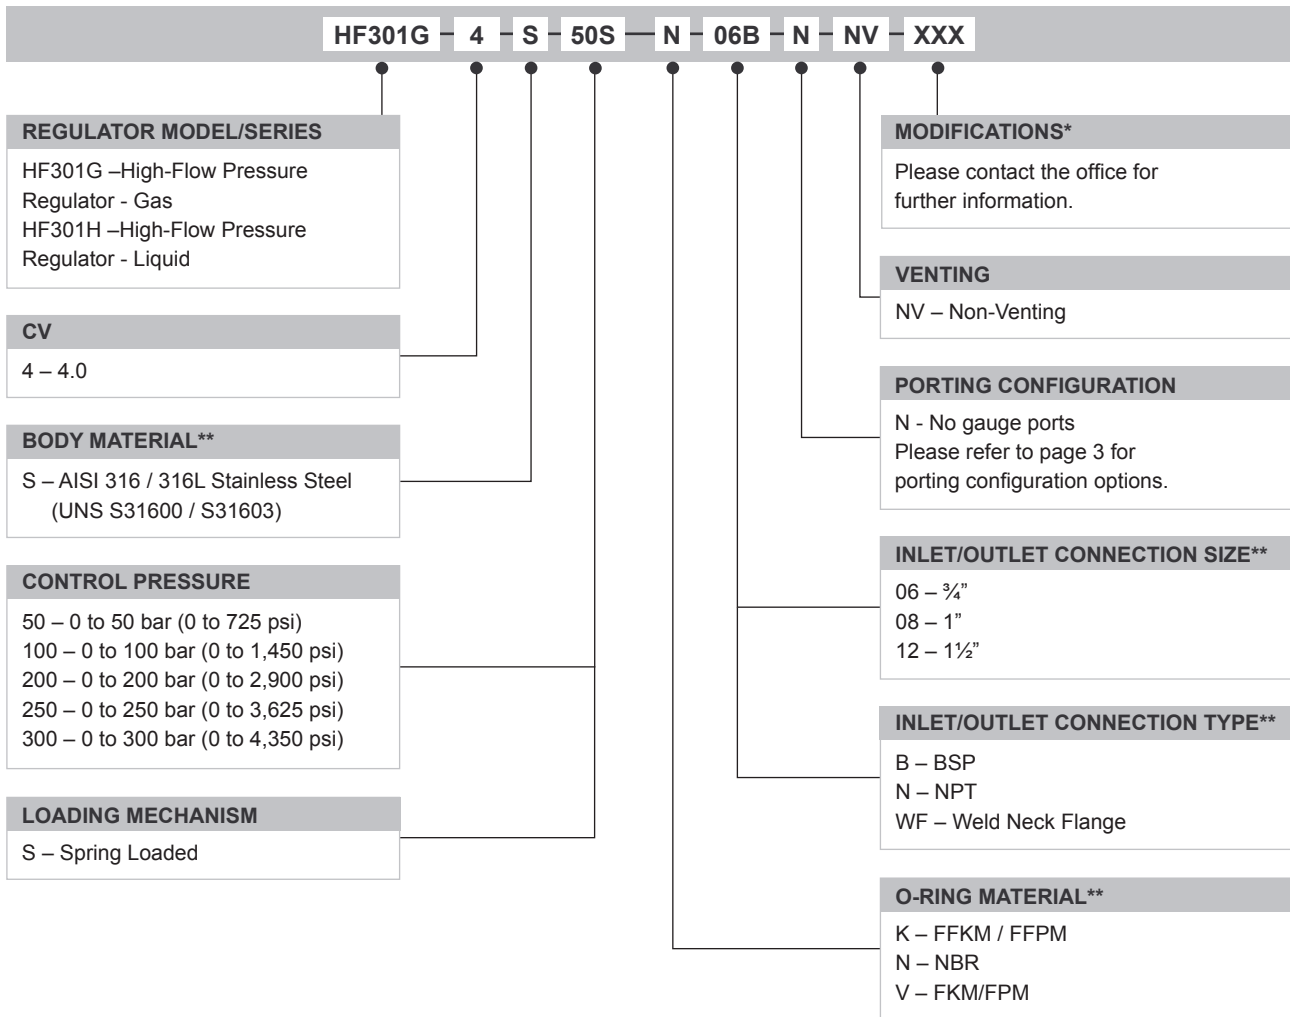 HF301G 4 S 50S N 06B N NV XXX
REGULATOR MODEL/SERIES
HF301G –High-Flow Pressure
Regulator - Gas
HF301H –High-Flow Pressure
Regulator - Liquid
CV
4 – 4.0
BODY MATERIAL**
S – AISI 316 / 316L Stainless Steel
(UNS S31600 / S31603)
CONTROL PRESSURE
50 – 0 to 50 bar (0 to 725 psi)
100 – 0 to 100 bar (0 to 1,450 psi)
200 – 0 to 200 bar (0 to 2,900 psi)
250 – 0 to 250 bar (0 to 3,625 psi)
300 – 0 to 300 bar (0 to 4,350 psi)
LOADING MECHANISM
S – Spring Loaded
MODIFICATIONS*
Please contact the office for
further information.
VENTING
NV – Non-Venting
PORTING CONFIGURATION
N - No gauge ports
Please refer to page 3 for
porting configuration options.
INLET/OUTLET CONNECTION SIZE**
06 – ¾”
08 – 1”
12 – 1½”
INLET/OUTLET CONNECTION TYPE**
B – BSP
N – NPT
WF – Weld Neck Flange
O-RING MATERIAL**
K – FFKM / FFPM
N – NBR
V – FKM/FPM